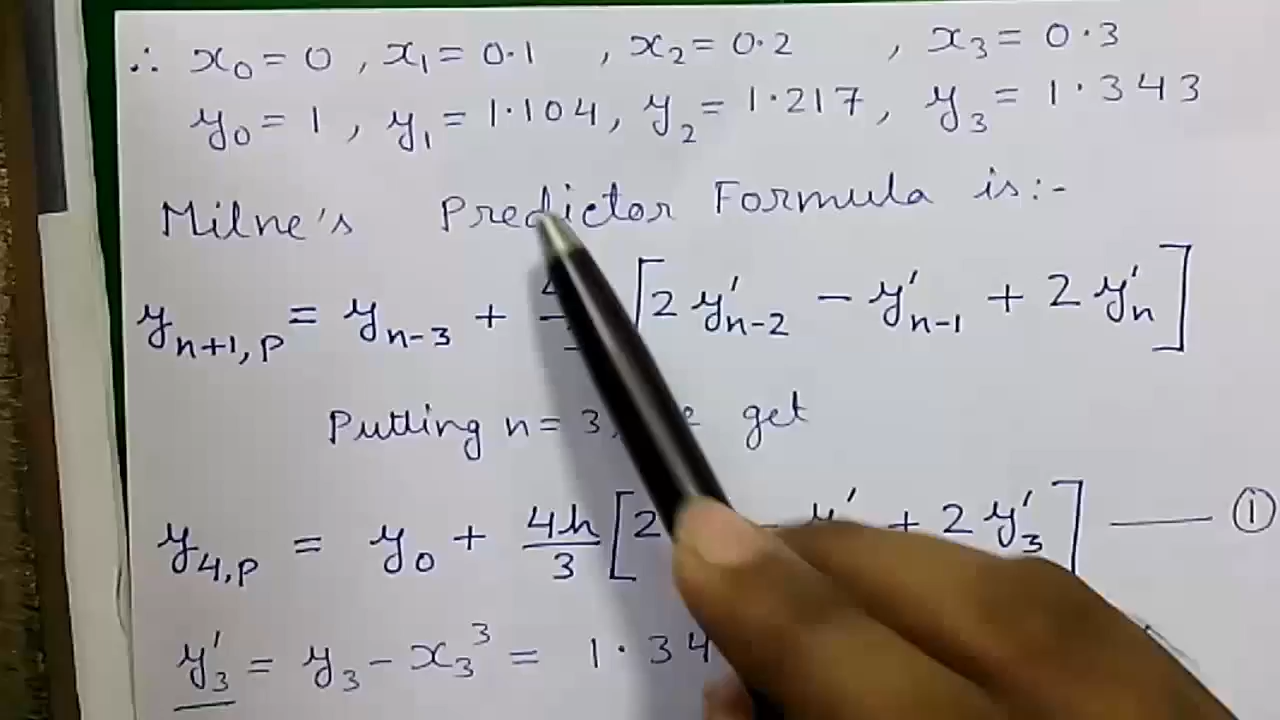 ∴ x₀ = 0 , x₁ = 0.1 , x₂ = 0.2 , x₃ = 0.3
y₀ = 1 , y₁ = 1.104 , y₂ = 1.217 , y₃ = 1.343
Milne's Predictor Formula is:-
yₙ₊₁,ₚ = yₙ₋₃ + [2 y'ₙ₋₂ - y'ₙ₋₁ + 2 y'ₙ]
Putting n = 3, get
y₄,ₚ = y₀ + 4h/3 [2 - y' + 2 y'₃] —— ①
y'₃ = y₃ - x₃³ = 1.34